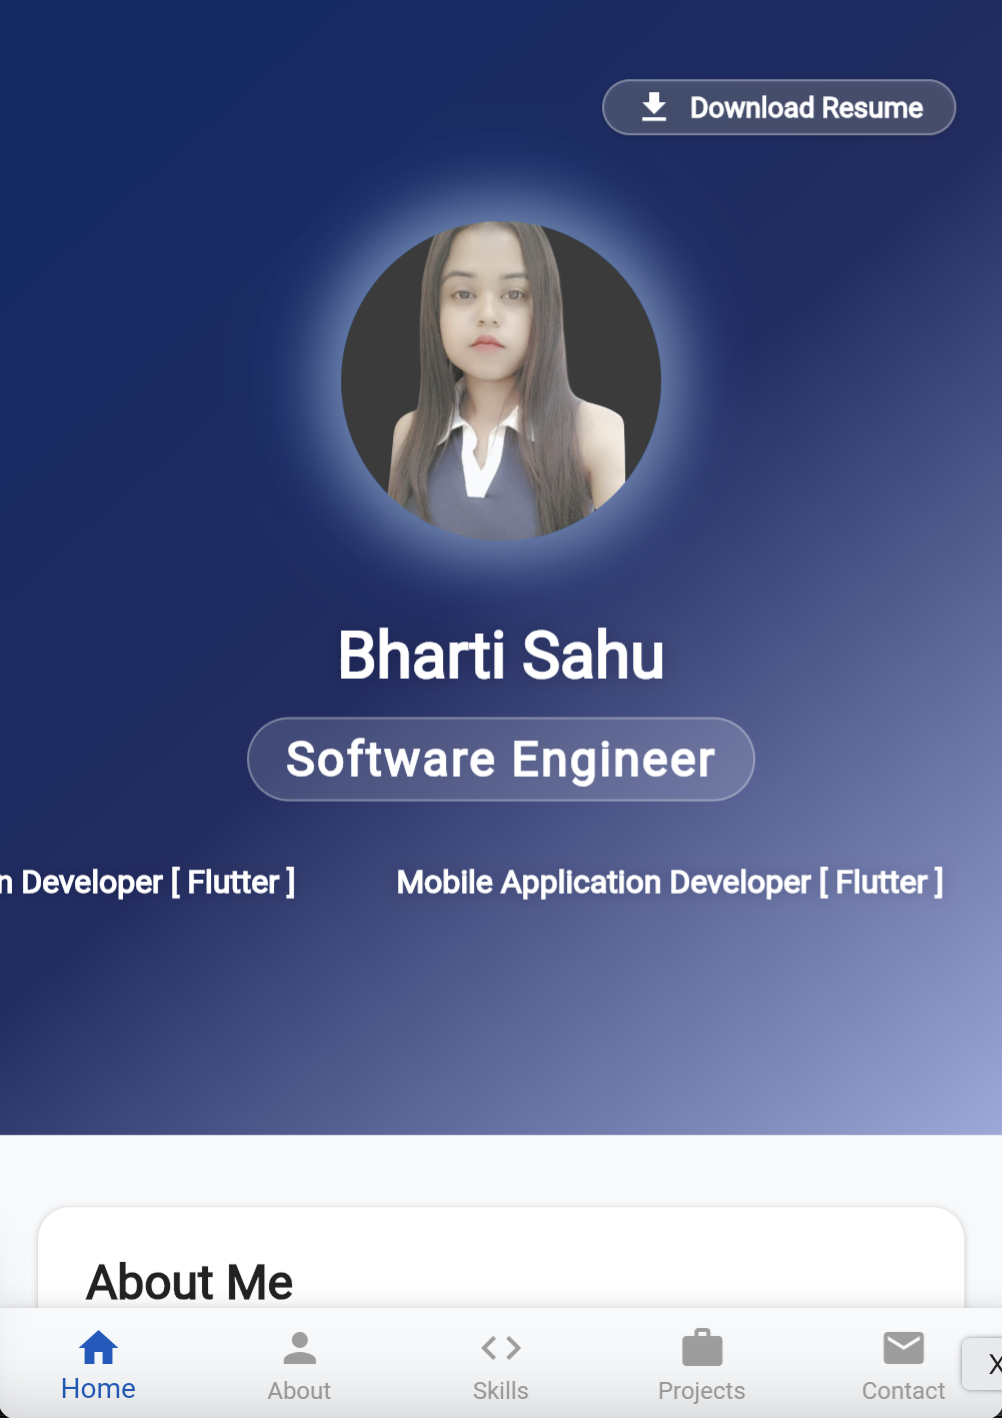 Download Resume
Bharti Sahu
Software Engineer
n Developer [ Flutter ] Mobile Application Developer [ Flutter ]
About Me
Home About Skills Projects Contact
X